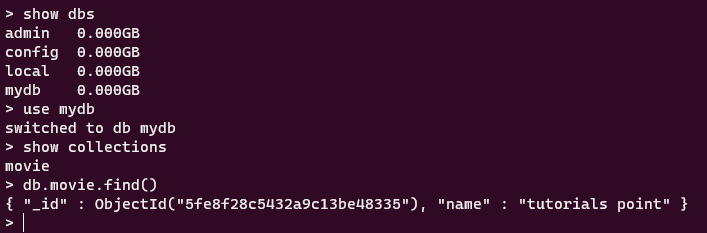 > show dbs
admin   0.000GB
config  0.000GB
local   0.000GB
mydb    0.000GB
> use mydb
switched to db mydb
> show collections
movie
> db.movie.find()
{ "_id" : ObjectId("5fe8f28c5432a9c13be48335"), "name" : "tutorials point" }
>